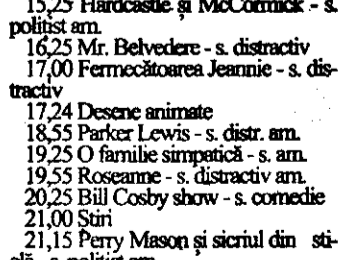 15,25 Hardcastle și McCormick - s.
polițist am.
16,25 Mr. Belvedere - s. distractiv
17,00 Fermecătoarea Jeannie - s. dis-
tractiv
17,24 Desene animate
18,55 Parker Lewis - s. distr. am.
19,25 O familie simpatică - s. am.
19,55 Roseanne - s. distractiv am.
20,25 Bill Cosby show - s. comedie
21,00 Stiri
21,15 Perry Mason și sicriul din sti-
clă - s. polițist am.